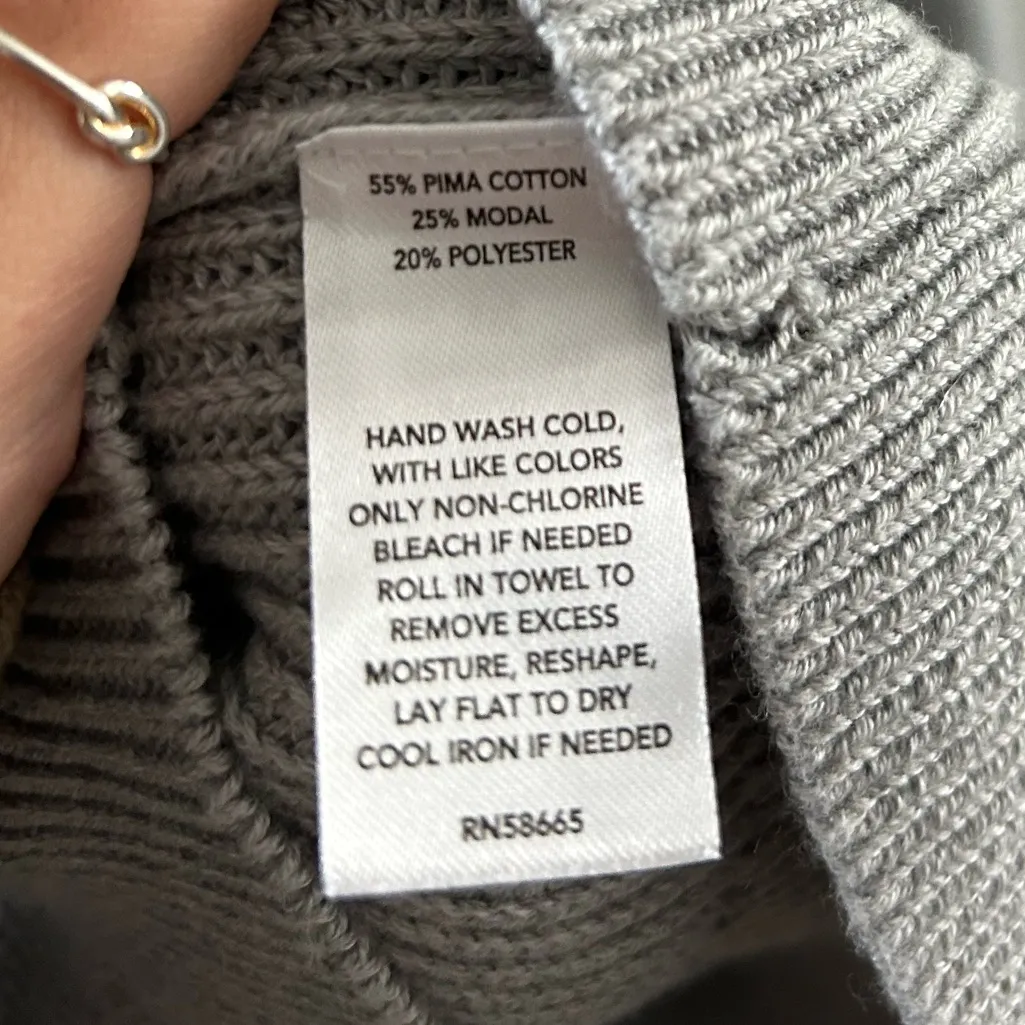 55% PIMA COTTON
25% MODAL
20% POLYESTER
HAND WASH COLD,
WITH LIKE COLORS
ONLY NON-CHLORINE
BLEACH IF NEEDED
ROLL IN TOWEL TO
REMOVE EXCESS
MOISTURE, RESHAPE,
LAY FLAT TO DRY
COOL IRON IF NEEDED
RN58665